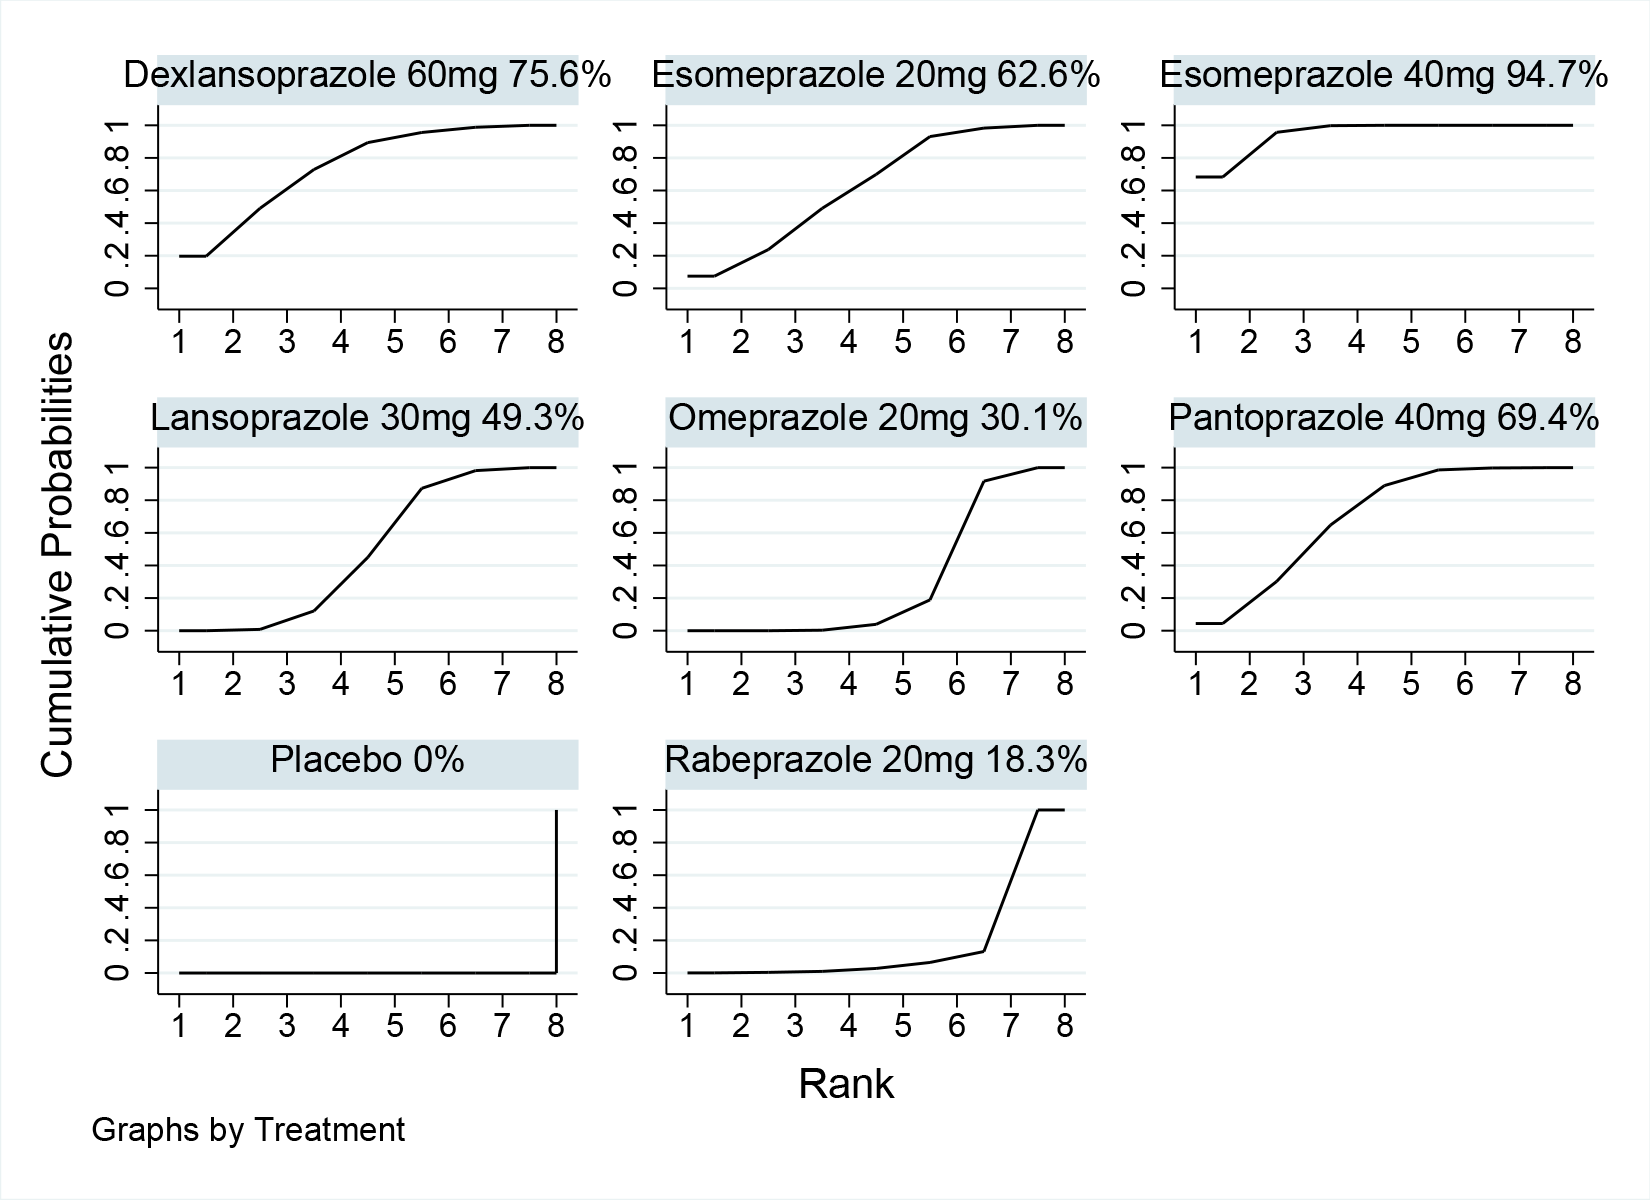 Dexlansoprazole 60mg 75.6%
Esomeprazole 20mg 62.6%
Esomeprazole 40mg 94.7%
1
.8
.6
.4
.2
0
1 2 3 4 5 6 7 8
1
.8
.6
.4
.2
0
1 2 3 4 5 6 7 8
1
.8
.6
.4
.2
0
1 2 3 4 5 6 7 8
Cumulative Probabilities
Lansoprazole 30mg 49.3%
Omeprazole 20mg 30.1%
Pantoprazole 40mg 69.4%
1
.8
.6
.4
.2
0
1 2 3 4 5 6 7 8
1
.8
.6
.4
.2
0
1 2 3 4 5 6 7 8
1
.8
.6
.4
.2
0
1 2 3 4 5 6 7 8
Placebo 0%
Rabeprazole 20mg 18.3%
1
.8
.6
.4
.2
0
1 2 3 4 5 6 7 8
1
.8
.6
.4
.2
0
1 2 3 4 5 6 7 8
Rank
Graphs by Treatment